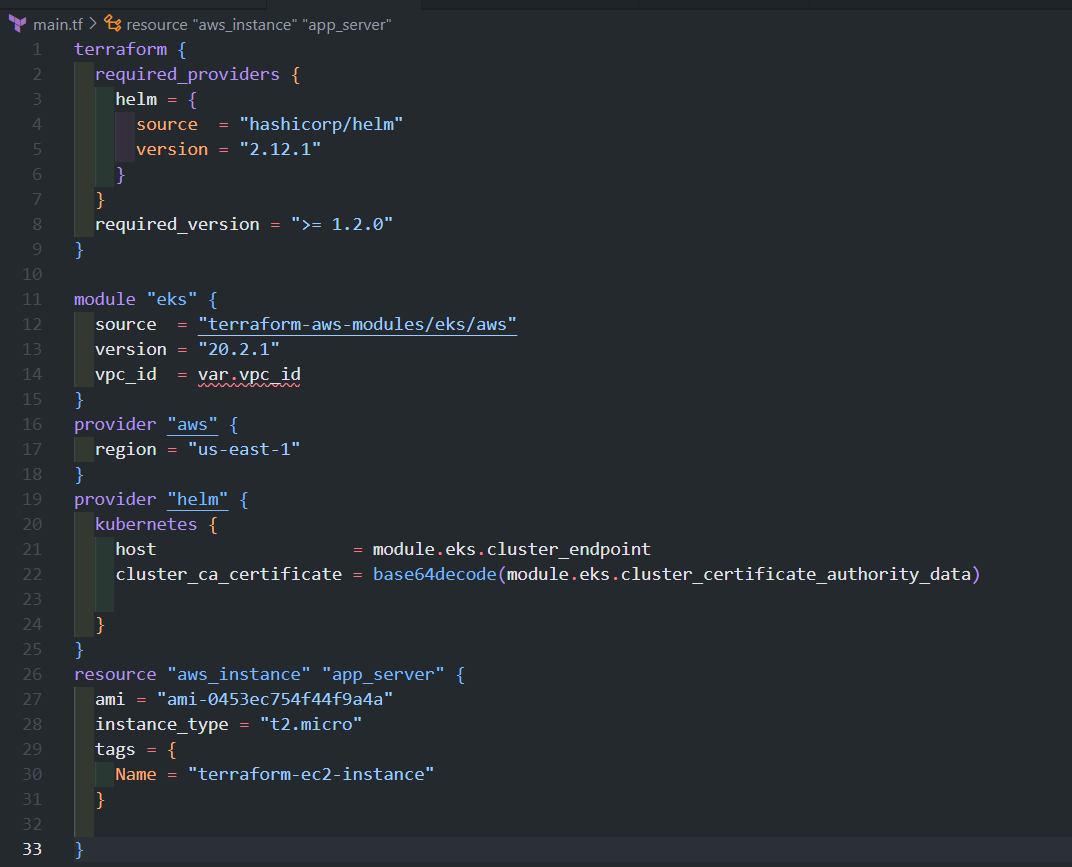 main.tf > resource "aws_instance" "app_server"
1 terraform {
2   required_providers {
3     helm = {
4       source  = "hashicorp/helm"
5       version = "2.12.1"
6     }
7   }
8   required_version = ">= 1.2.0"
9 }
10
11 module "eks" {
12   source  = "terraform-aws-modules/eks/aws"
13   version = "20.2.1"
14   vpc_id  = var.vpc_id
15 }
16 provider "aws" {
17   region = "us-east-1"
18 }
19 provider "helm" {
20   kubernetes {
21     host                   = module.eks.cluster_endpoint
22     cluster_ca_certificate = base64decode(module.eks.cluster_certificate_authority_data)
23
24   }
25 }
26 resource "aws_instance" "app_server" {
27   ami = "ami-0453ec754f44f9a4a"
28   instance_type = "t2.micro"
29   tags = {
30     Name = "terraform-ec2-instance"
31   }
32
33 }